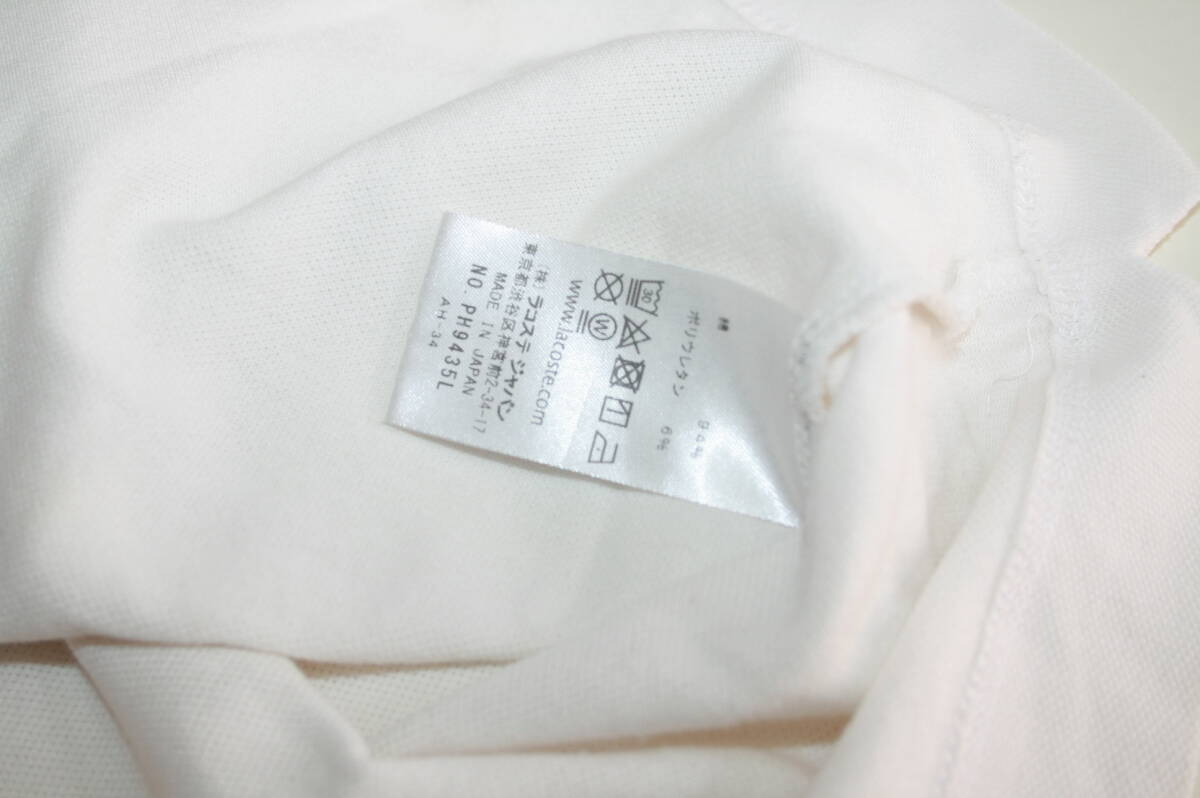 綿 94%
ポリウレタン 6%
30
W
www.lacoste.com
(株) ラコステ ジャパン
東京都渋谷区神宮前2-34-17
MADE IN JAPAN
NO. PH9435L
AH-34